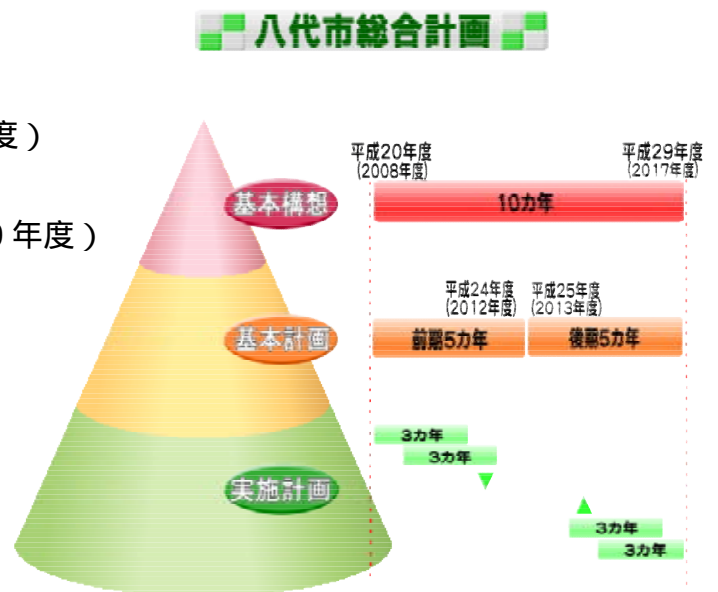 八代市総合計画
度）
年度）
平成20年度
(2008年度)
平成29年度
(2017年度)
基本構想
10カ年
平成24年度
(2012年度)
平成25年度
(2013年度)
基本計画
前期5カ年
後期5カ年
3カ年
3カ年
実施計画
3カ年
3カ年